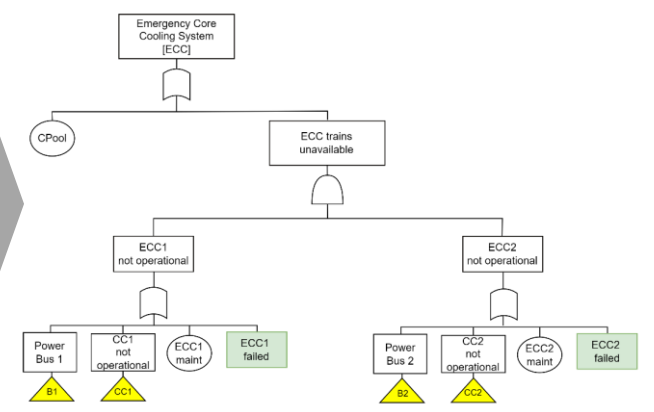 Emergency Core
Cooling System
[ECC]
CPool
ECC trains
unavailable
ECC1
not operational
ECC2
not operational
Power
Bus 1
CC1
not
operational
ECC1
maint
ECC1
failed
Power
Bus 2
CC2
not
operational
ECC2
maint
ECC2
failed
B1
CC1
B2
CC2